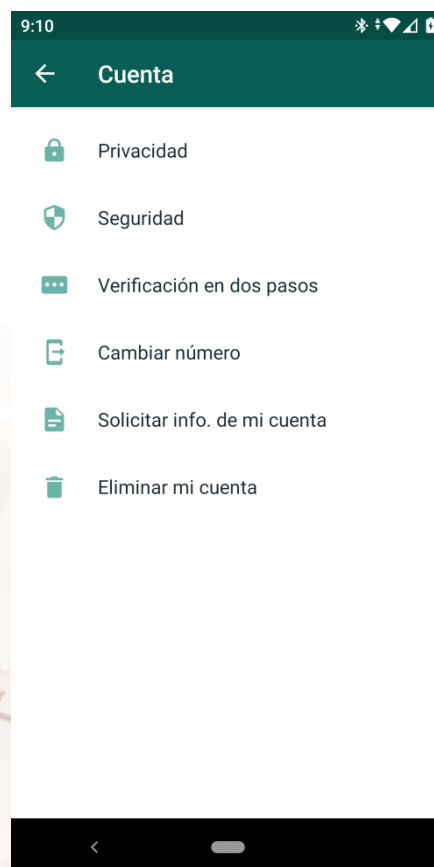 9:10
Cuenta
Privacidad
Seguridad
Verificación en dos pasos
Cambiar número
Solicitar info. de mi cuenta
Eliminar mi cuenta